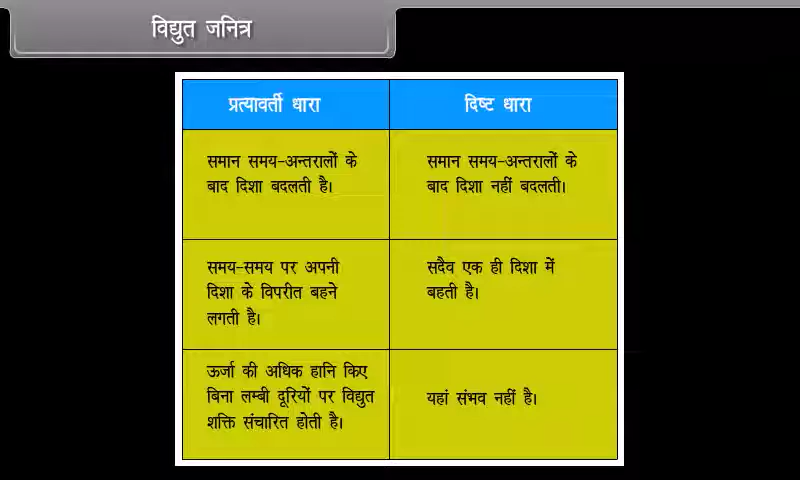 विद्युत जनित्र
प्रत्यावर्ती धारा
दिष्ट धारा
समान समय-अन्तरालों के
बाद दिशा बदलती है।
समान समय-अन्तरालों के
बाद दिशा नहीं बदलती।
समय-समय पर अपनी
दिशा के विपरीत बहने
लगती है।
सदैव एक ही दिशा में
बहती है।
ऊर्जा की अधिक हानि किए
बिना लम्बी दूरियों पर विद्युत
शक्ति संचारित होती है।
यहां संभव नहीं है।